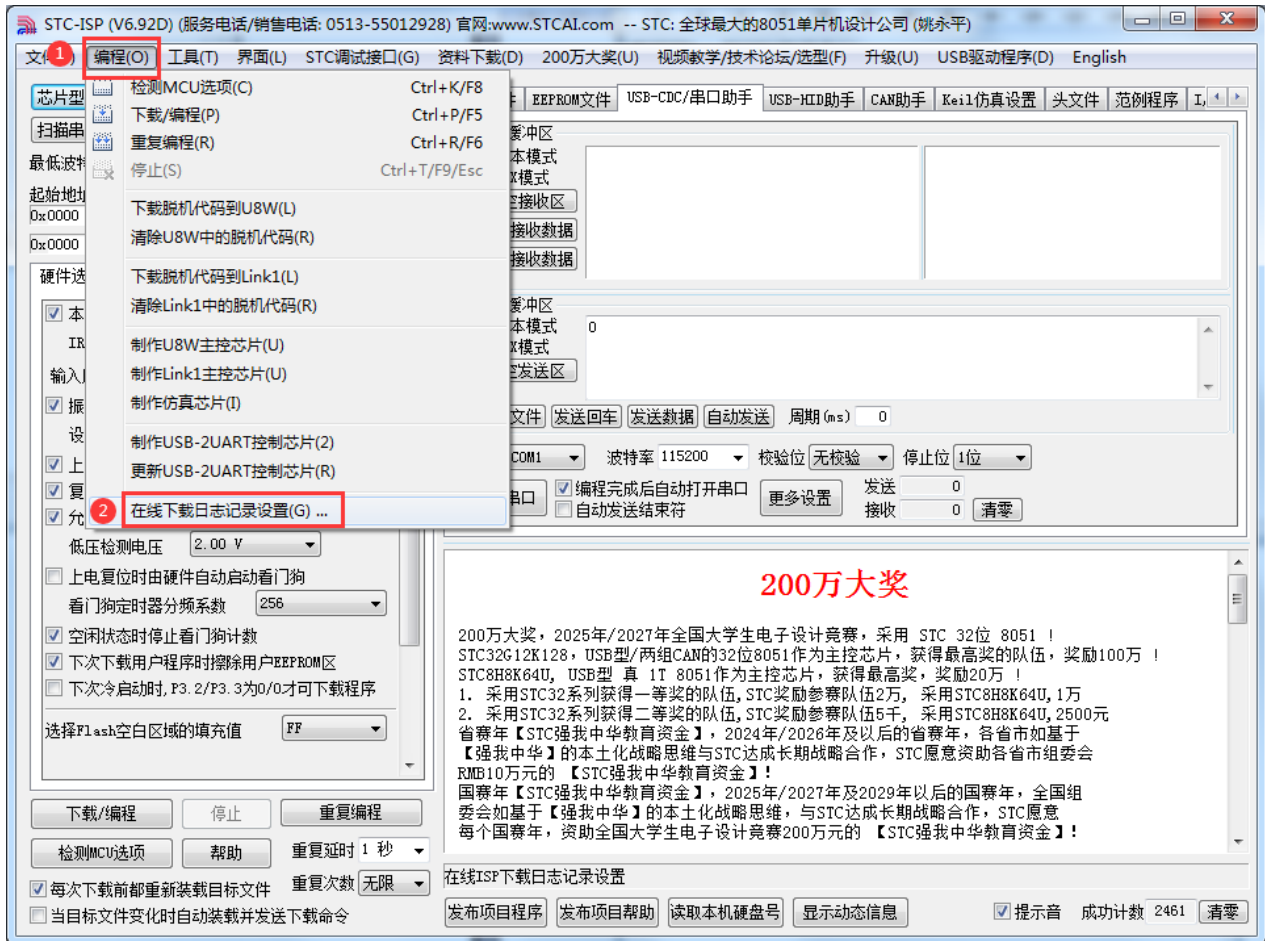 STC-ISP (V6.92D) (服务电话/销售电话: 0513-55012928) 官网:www.STCAI.com -- STC: 全球最大的8051单片机设计公司 (姚永平)
1 编程(O) 工具(T) 界面(L) STC调试接口(G) 资料下载(D) 200万大奖(U) 视频教学/技术论坛/选型(F) 升级(U) USB驱动程序(D) English
芯片型 EEPROM文件 USB-CDC/串口助手 USB-HID助手 CAN助手 Keil仿真设置 头文件 范例程序
检测MCU选项(C) Ctrl+K/F8
下载/编程(P) Ctrl+P/F5
重复编程(R) Ctrl+R/F6
停止(S) Ctrl+T/F9/Esc
下载脱机代码到U8W(L)
清除U8W中的脱机代码(R)
下载脱机代码到Link1(L)
清除Link1中的脱机代码(R)
制作U8W主控芯片(U)
制作Link1主控芯片(U)
制作仿真芯片(I)
制作USB-2UART控制芯片(2)
更新USB-2UART控制芯片(R)
2 在线下载日志记录设置(G) ...
扫描串
最低波特
起始地址
0x0000
0x0000
硬件选
本
IR
输入
振
设
上
复
允
缓冲区
本模式
X模式
接收区
接收数据
接收数据
缓冲区
本模式 0
X模式
发送区
文件 发送回车 发送数据 自动发送 周期(ms) 0
COM1 波特率 115200 校验位 无校验 停止位 1位
串口 编程完成后自动打开串口 更多设置 发送 0
自动发送结束符 接收 0 清零
低压检测电压 2.00 V
上电复位时由硬件自动启动看门狗
看门狗定时器分频系数 256
空闲状态时停止看门狗计数
下次下载用户程序时擦除用户EEPROM区
下次冷启动时,P3.2/P3.3为0/0才可下载程序
选择Flash空白区域的填充值 FF
200万大奖
200万大奖，2025年/2027年全国大学生电子设计竞赛，采用 STC 32位 8051 !
STC32G12K128，USB型/两组CAN的32位8051作为主控芯片，获得最高奖的队伍，奖励100万 !
STC8H8K64U, USB型 真 1T 8051作为主控芯片，获得最高奖，奖励20万 !
1. 采用STC32系列获得一等奖的队伍,STC奖励参赛队伍2万, 采用STC8H8K64U,1万
2. 采用STC32系列获得二等奖的队伍,STC奖励参赛队伍5千, 采用STC8H8K64U,2500元
省赛年【STC强我中华教育资金】, 2024年/2026年及以后的省赛年，各省市如基于
【强我中华】的本土化战略思维与STC达成长期战略合作，STC愿意资助各省市组委会
RMB10万元的 【STC强我中华教育资金】!
国赛年【STC强我中华教育资金】, 2025年/2027年及2029年以后的国赛年，全国组
委会如基于【强我中华】的本土化战略思维，与STC达成长期战略合作，STC愿意
每个国赛年，资助全国大学生电子设计竞赛200万元的 【STC强我中华教育资金】!
下载/编程 停止 重复编程
检测MCU选项 帮助 重复延时 1 秒
每次下载前都重新装载目标文件 重复次数 无限
当目标文件变化时自动装载并发送下载命令
在线ISP下载日志记录设置
发布项目程序 发布项目帮助 读取本机硬盘号 显示动态信息 提示音 成功计数 2461 清零